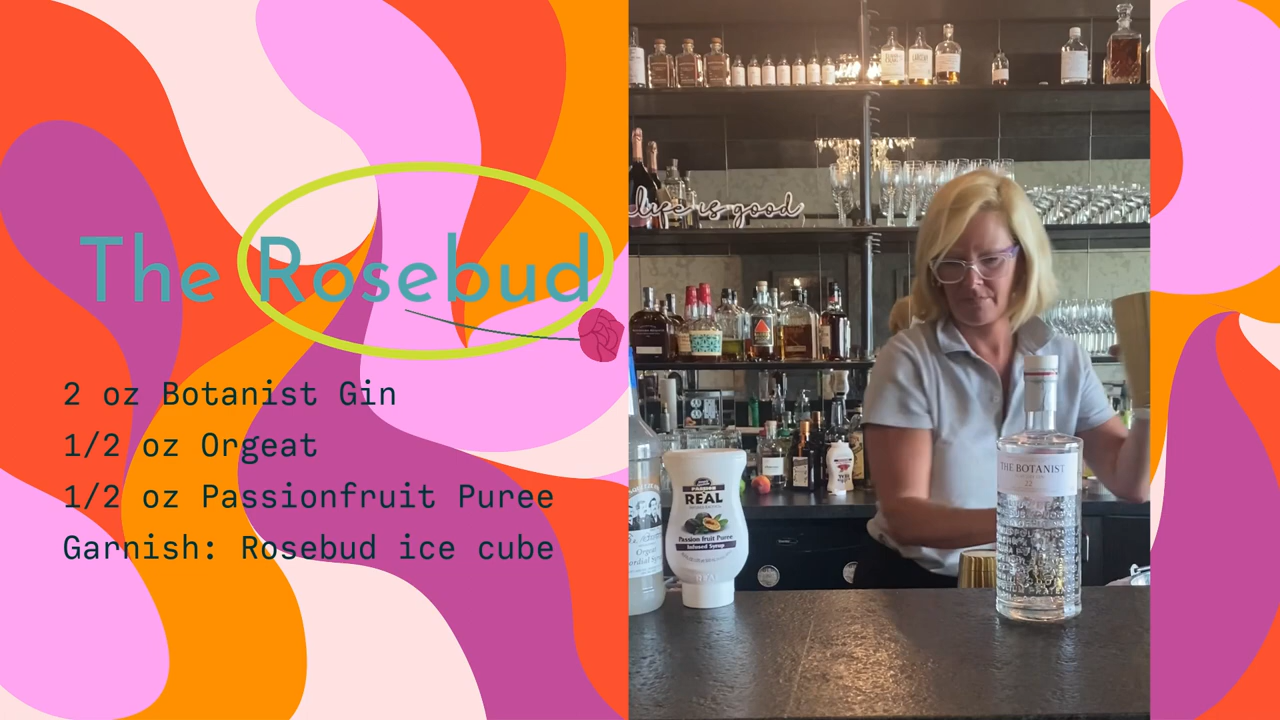 The Rosebud
2 oz Botanist Gin
1/2 oz Orgeat
1/2 oz Passionfruit Puree
Garnish: Rosebud ice cube
life is good
REAL
Passion fruit Puree
Infused Syrup
Orgeat
THE BOTANIST
22